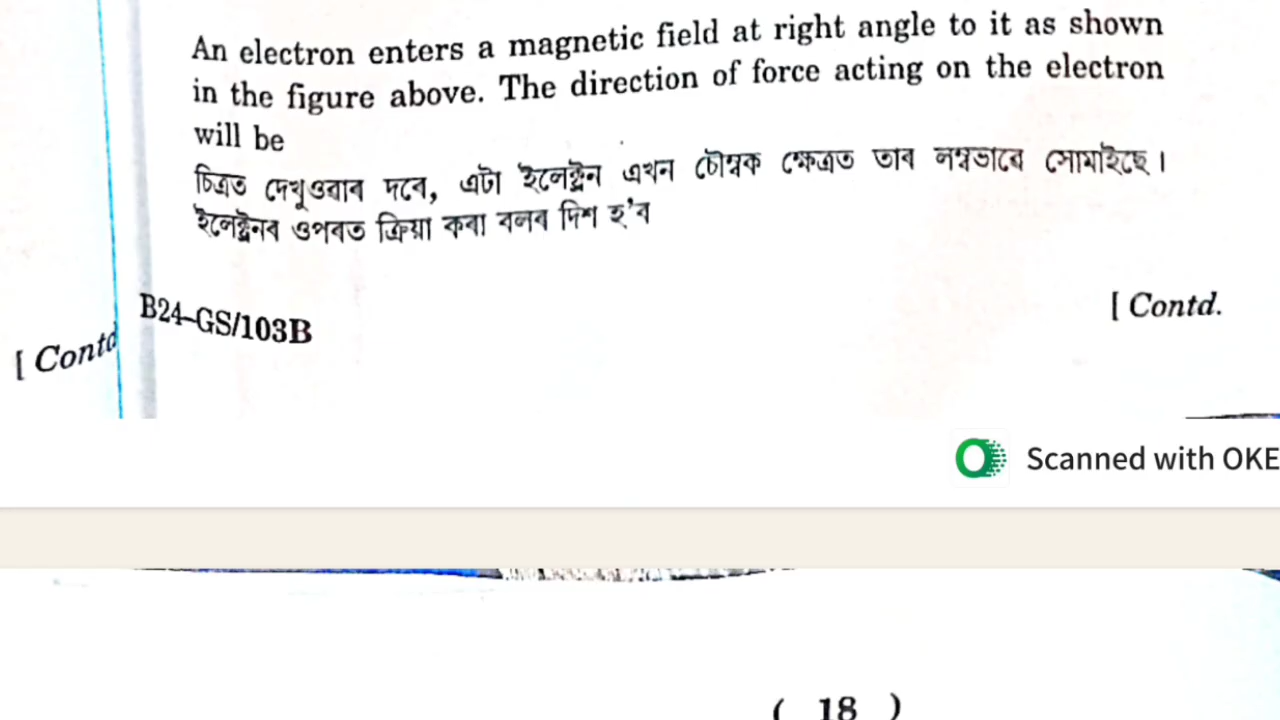 An electron enters a magnetic field at right angle to it as shown
in the figure above. The direction of force acting on the electron
will be
চিত্ৰত দেখুওৱাৰ দৰে, এটা ইলেক্ট্ৰন এখন চৌম্বক ক্ষেত্ৰত তাৰ লম্বভাৱে সোমাইছে।
ইলেক্ট্ৰনৰ ওপৰত ক্ৰিয়া কৰা বলৰ দিশ হ'ব
B24–GS/103B
[ Contd.
[ Contd
Scanned with OKE
( 18 )